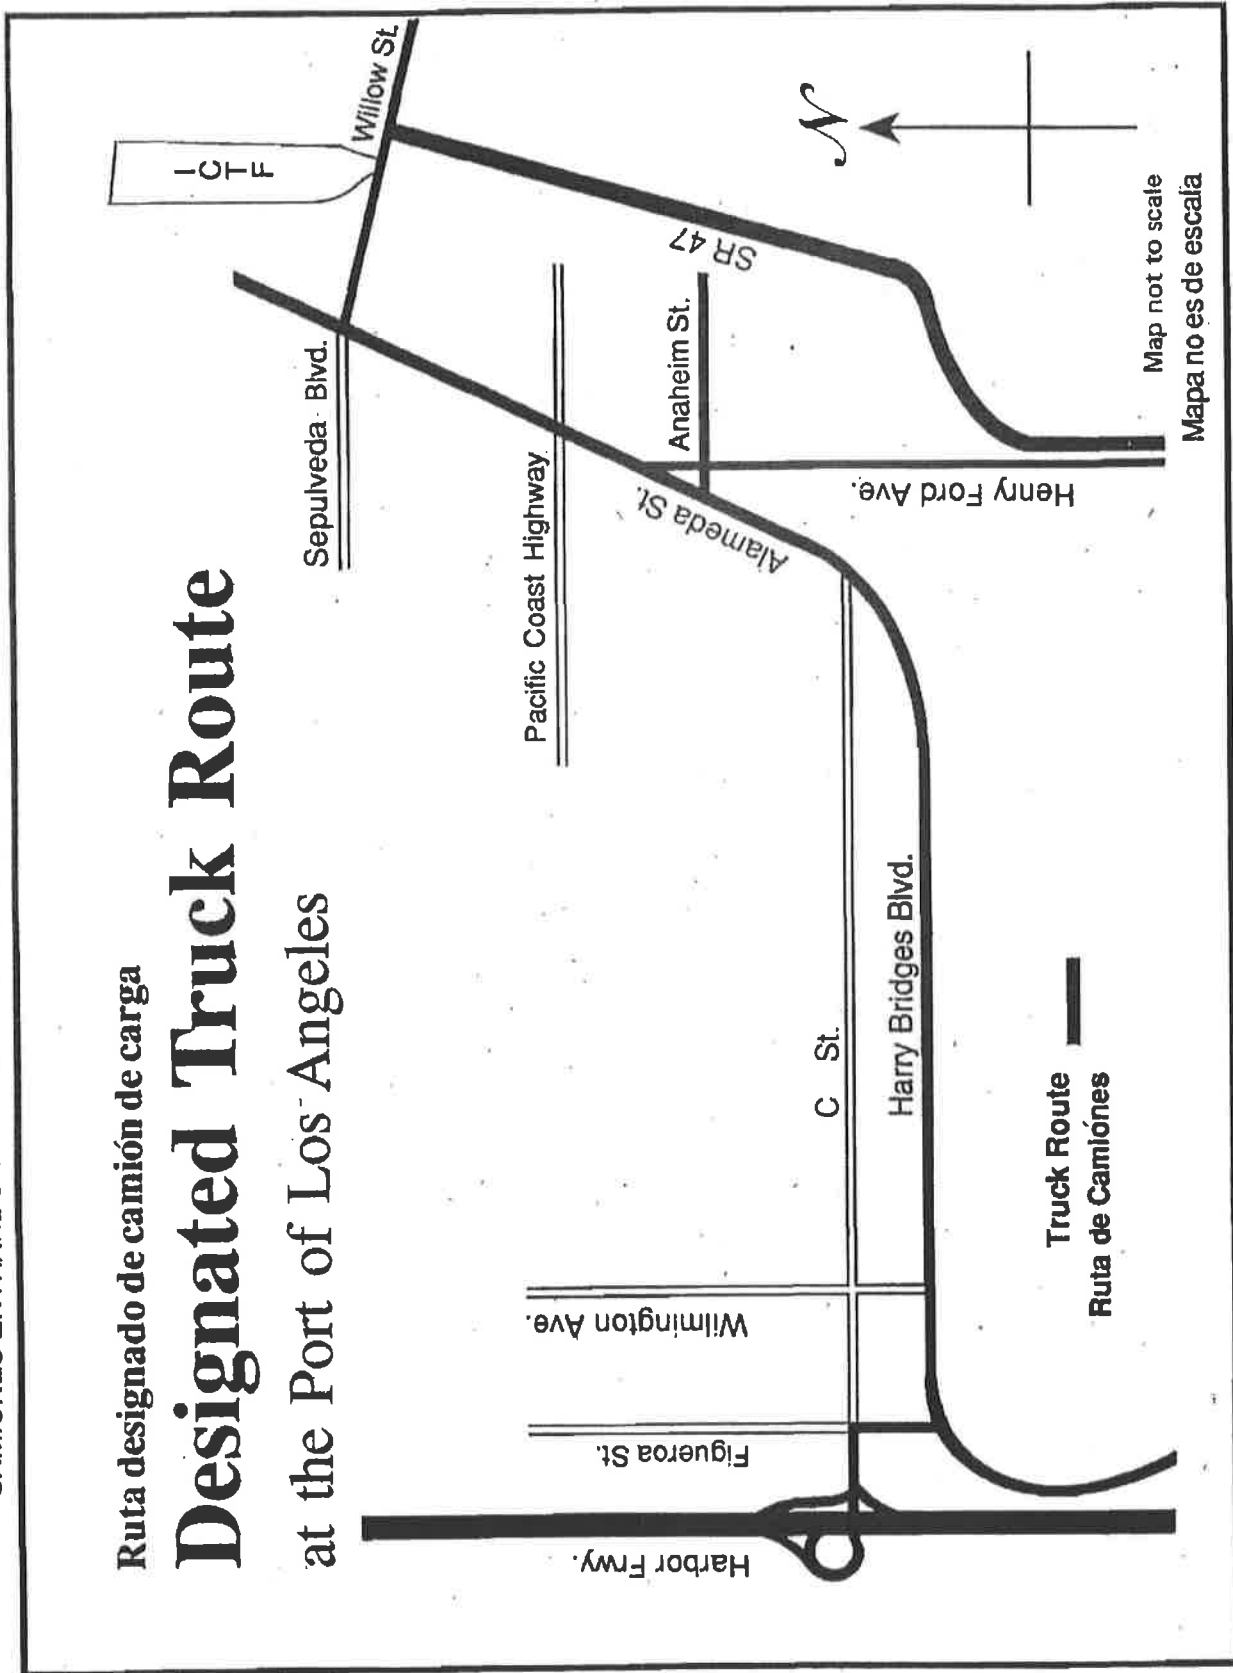 Ruta designado de camión de carga
Designated Truck Route
at the Port of Los Angeles
I
C
T
F
Willow St.
Sepulveda Blvd.
Pacific Coast Highway
SR 47
Anaheim St.
Alameda St.
Henry Ford Ave.
N
C St.
Harry Bridges Blvd.
Wilmington Ave.
Figueroa St.
Harbor Frwy.
Truck Route
Ruta de Camiónes
Map not to scale
Mapa no es de escala